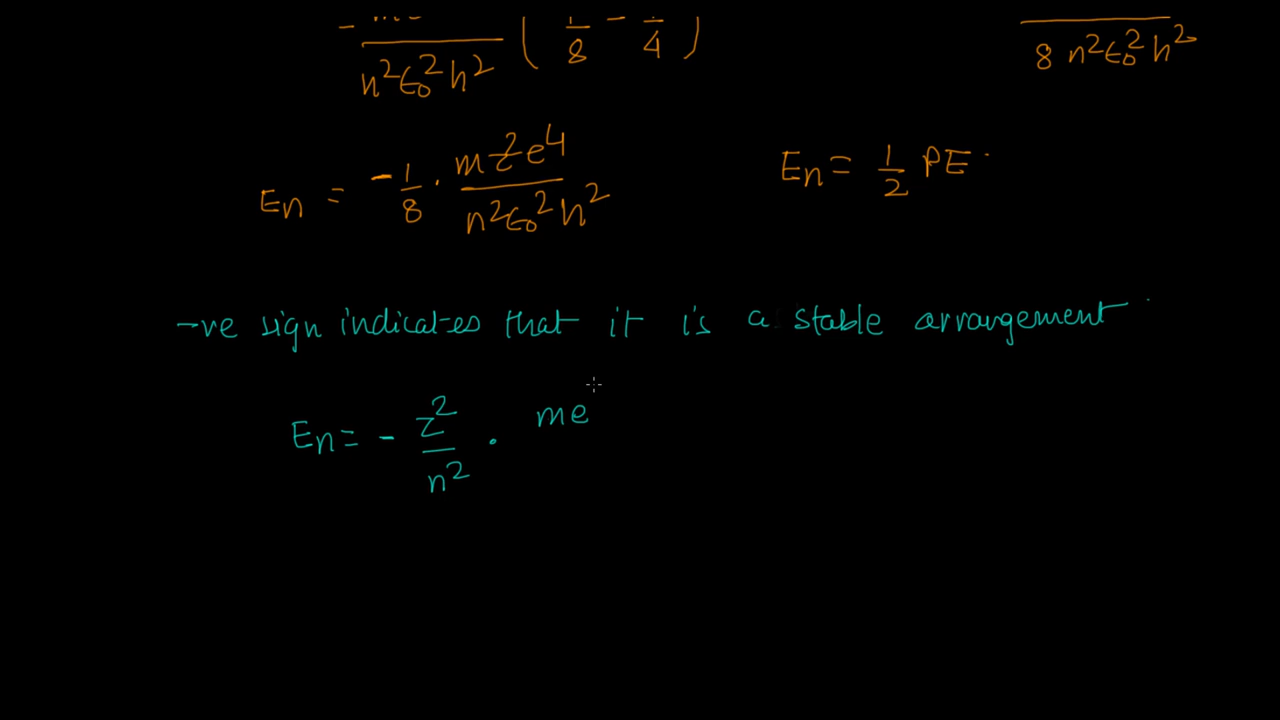 - 1/8 - 1/4
n²ε₀²h² 8 n²ε₀²h²
En = -1/8 . mz²e⁴/n²ε₀²h² En = 1/2 PE.
-ve sign indicates that it is a stable arrangement.
En = - z²/n² . me